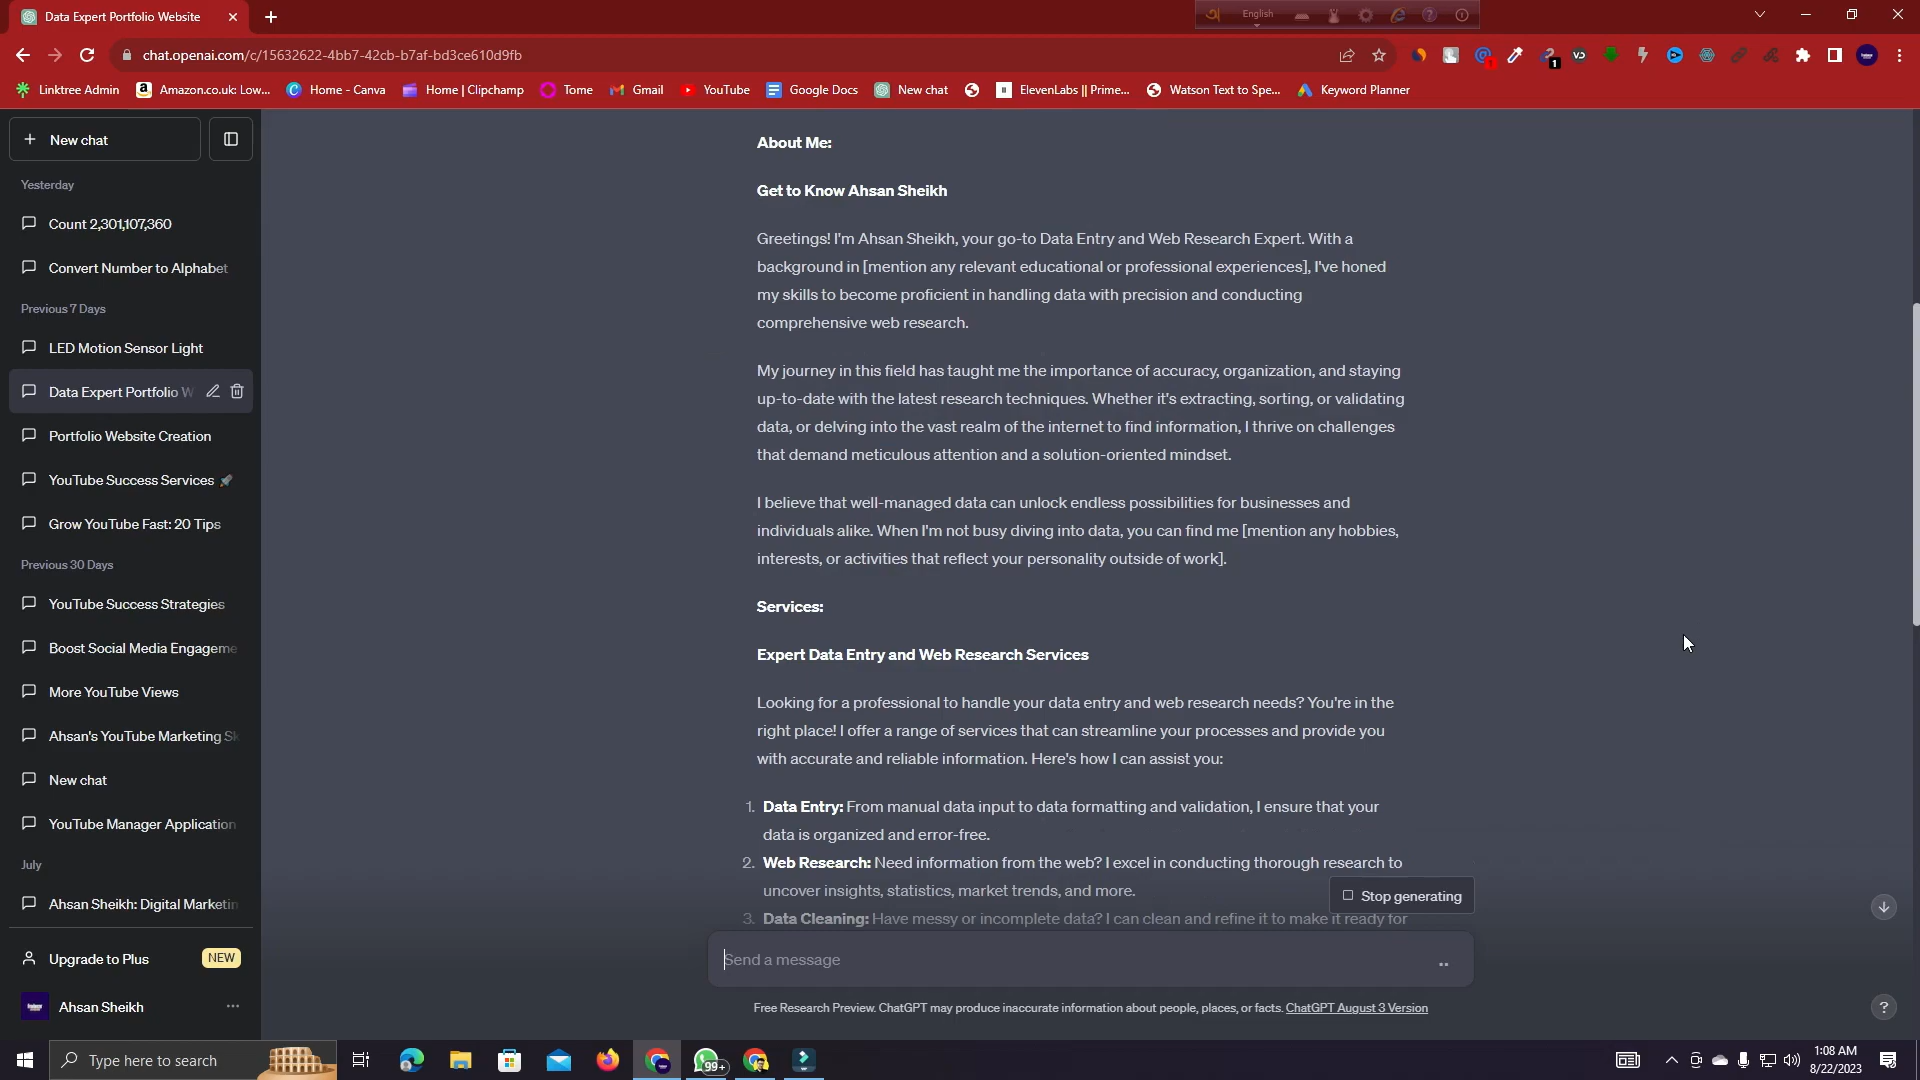 Data Expert Portfolio Website
English
chat.openai.com/c/15632622-4bb7-42cb-b7af-bd3ce610d9fb
Linktree Admin
Amazon.co.uk: Low...
Home - Canva
Home | Clipchamp
Tome
Gmail
YouTube
Google Docs
New chat
ElevenLabs || Prime...
Watson Text to Spe...
Keyword Planner
New chat
Yesterday
Count 2,301,107,360
Convert Number to Alphabet
Previous 7 Days
LED Motion Sensor Light
Data Expert Portfolio W
Portfolio Website Creation
YouTube Success Services
Grow YouTube Fast: 20 Tips
Previous 30 Days
YouTube Success Strategies
Boost Social Media Engageme
More YouTube Views
Ahsan's YouTube Marketing Sk
New chat
YouTube Manager Application
July
Ahsan Sheikh: Digital Marketin
Upgrade to Plus
NEW
Ahsan Sheikh
About Me:
Get to Know Ahsan Sheikh
Greetings! I'm Ahsan Sheikh, your go-to Data Entry and Web Research Expert. With a
background in [mention any relevant educational or professional experiences], I've honed
my skills to become proficient in handling data with precision and conducting
comprehensive web research.
My journey in this field has taught me the importance of accuracy, organization, and staying
up-to-date with the latest research techniques. Whether it's extracting, sorting, or validating
data, or delving into the vast realm of the internet to find information, I thrive on challenges
that demand meticulous attention and a solution-oriented mindset.
I believe that well-managed data can unlock endless possibilities for businesses and
individuals alike. When I'm not busy diving into data, you can find me [mention any hobbies,
interests, or activities that reflect your personality outside of work].
Services:
Expert Data Entry and Web Research Services
Looking for a professional to handle your data entry and web research needs? You're in the
right place! I offer a range of services that can streamline your processes and provide you
with accurate and reliable information. Here's how I can assist you:
1. Data Entry: From manual data input to data formatting and validation, I ensure that your
data is organized and error-free.
2. Web Research: Need information from the web? I excel in conducting thorough research to
uncover insights, statistics, market trends, and more.
3. Data Cleaning: Have messy or incomplete data? I can clean and refine it to make it ready for
Stop generating
Send a message
Free Research Preview. ChatGPT may produce inaccurate information about people, places, or facts. ChatGPT August 3 Version
?
Type here to search
99+
1:08 AM
8/22/2023